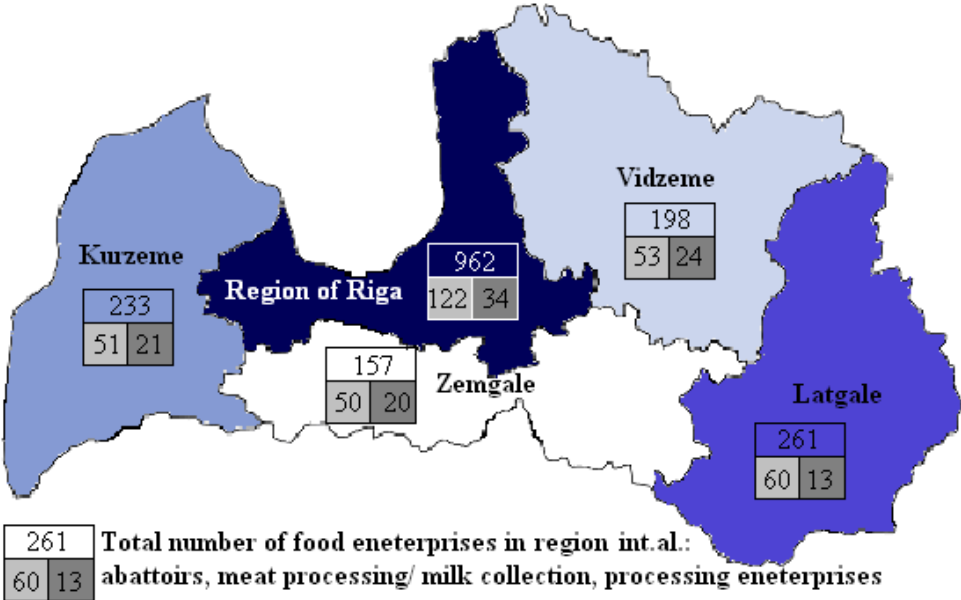 Vidzeme
198
53 24
Kurzeme
233
51 21
Region of Riga
962
122 34
157
50 20
Zemgale
Latgale
261
60 13
261 Total number of food eneterprises in region int.al.:
60 13 abattoirs, meat processing/ milk collection, processing eneterprises